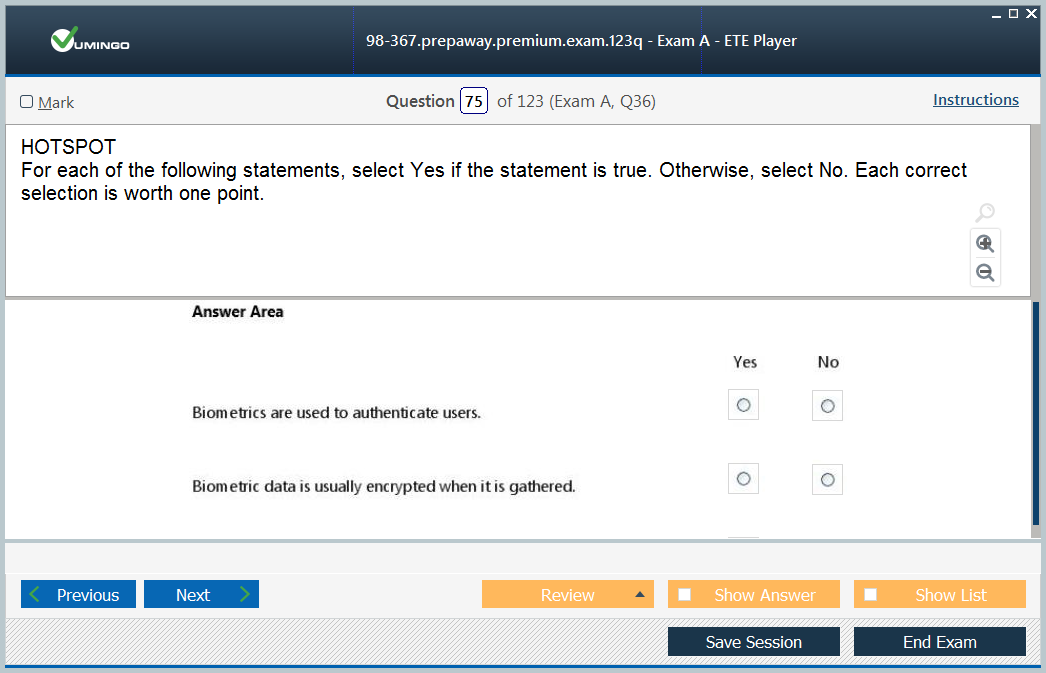 VUMINGO
98-367.prepaway.premium.exam.123q - Exam A - ETE Player
Mark
Question 75 of 123 (Exam A, Q36)
Instructions
HOTSPOT
For each of the following statements, select Yes if the statement is true. Otherwise, select No. Each correct
selection is worth one point.
Answer Area
Yes No
Biometrics are used to authenticate users.
Biometric data is usually encrypted when it is gathered.
Previous Next Review Show Answer Show List
Save Session End Exam